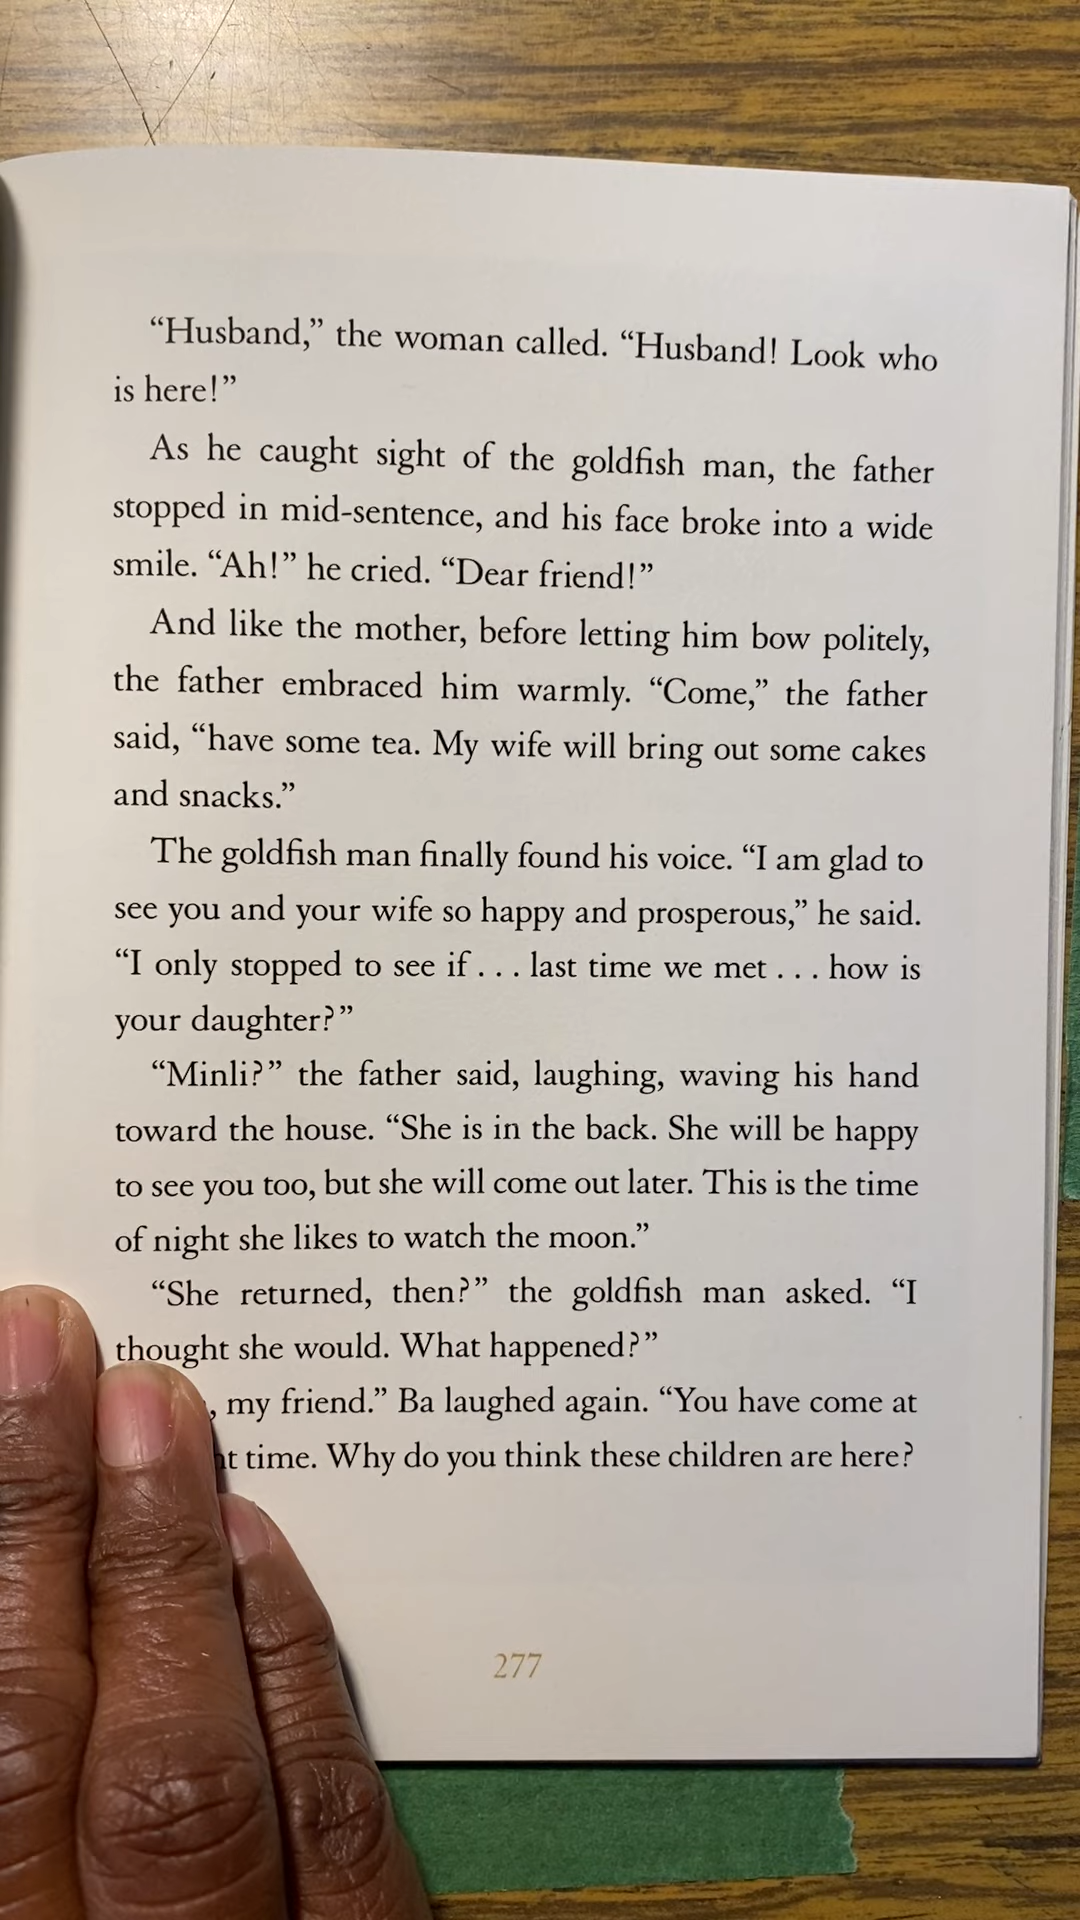 “Husband,” the woman called. “Husband! Look who
is here!”
As he caught sight of the goldfish man, the father
stopped in mid-sentence, and his face broke into a wide
smile. “Ah!” he cried. “Dear friend!”
And like the mother, before letting him bow politely,
the father embraced him warmly. “Come,” the father
said, “have some tea. My wife will bring out some cakes
and snacks.”
The goldfish man finally found his voice. “I am glad to
see you and your wife so happy and prosperous,” he said.
“I only stopped to see if . . . last time we met . . . how is
your daughter?”
“Minli?” the father said, laughing, waving his hand
toward the house. “She is in the back. She will be happy
to see you too, but she will come out later. This is the time
of night she likes to watch the moon.”
“She returned, then?” the goldfish man asked. “I
thought she would. What happened?”
, my friend.” Ba laughed again. “You have come at
time. Why do you think these children are here?
277